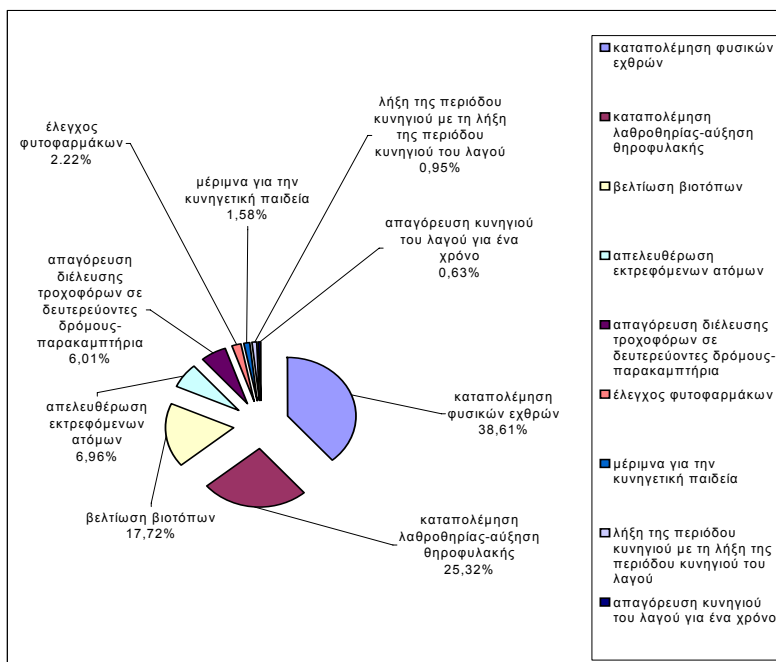 έλεγχος
φυτοφαρμάκων
2.22%
μέριμνα για την
κυνηγετική παιδεία
1,58%
λήξη της περιόδου
κυνηγιού με τη λήξη
της περιόδου
κυνηγιού του λαγού
0,95%
απαγόρευση κυνηγιού
του λαγού για ένα
χρόνο
0,63%
απαγόρευση
διέλευσης
τροχοφόρων σε
δευτερεύοντες
δρόμους-
παρακαμπτήρια
6,01%
απελευθέρωση
εκτρεφόμενων
ατόμων
6,96%
βελτίωση βιοτόπων
17,72%
καταπολέμηση
λαθροθηρίας-αύξηση
θηροφυλακής
25,32%
καταπολέμηση
φυσικών εχθρών
38,61%
καταπολέμηση φυσικών
εχθρών
καταπολέμηση
λαθροθηρίας-αύξηση
θηροφυλακής
βελτίωση βιοτόπων
απελευθέρωση
εκτρεφόμενων ατόμων
απαγόρευση διέλευσης
τροχοφόρων σε
δευτερεύοντες δρόμους-
παρακαμπτήρια
έλεγχος φυτοφαρμάκων
μέριμνα για την
κυνηγετική παιδεία
λήξη της περιόδου
κυνηγιού με τη λήξη της
περιόδου κυνηγιού του
λαγού
απαγόρευση κυνηγιού
του λαγού για ένα χρόνο